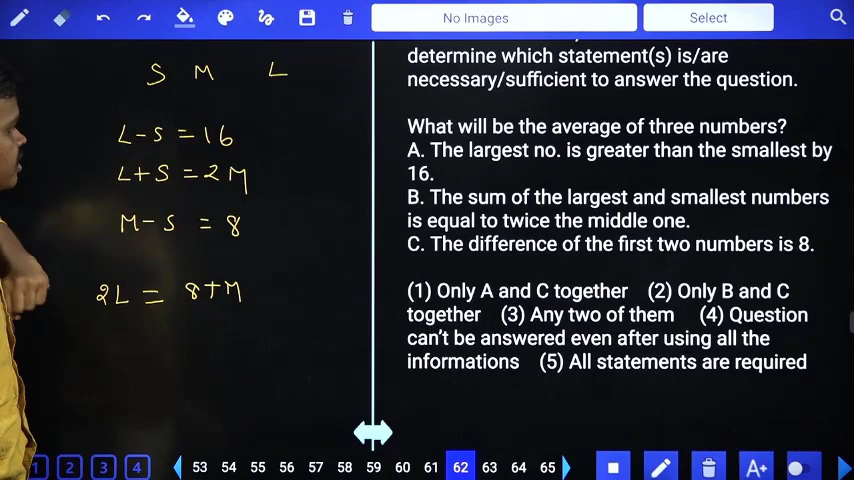 No Images
Select
S M L
L-S = 16
L+S = 2M
M-S = 8
2L = 8+M
determine which statement(s) is/are
necessary/sufficient to answer the question.
What will be the average of three numbers?
A. The largest no. is greater than the smallest by
16.
B. The sum of the largest and smallest numbers
is equal to twice the middle one.
C. The difference of the first two numbers is 8.
(1) Only A and C together (2) Only B and C
together (3) Any two of them (4) Question
can't be answered even after using all the
informations (5) All statements are required
1 2 3 4 53 54 55 56 57 58 59 60 61 62 63 64 65 A+